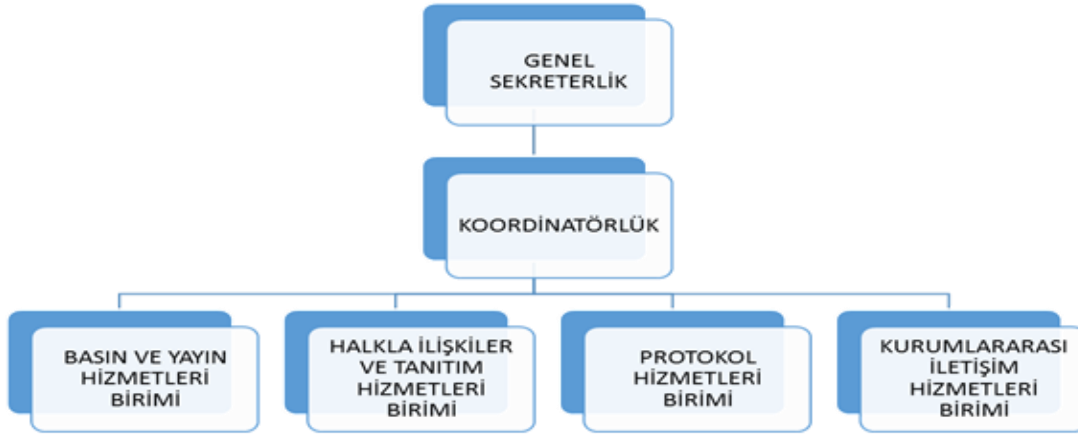 GENEL
SEKRETERLİK
KOORDİNATÖRLÜK
BASIN VE YAYIN
HİZMETLERİ
BİRİMİ
HALKLA İLİŞKİLER
VE TANITIM
HİZMETLERİ
BİRİMİ
PROTOKOL
HİZMETLERİ
BİRİMİ
KURUMLARARASI
İLETİŞİM
HİZMETLERİ
BİRİMİ